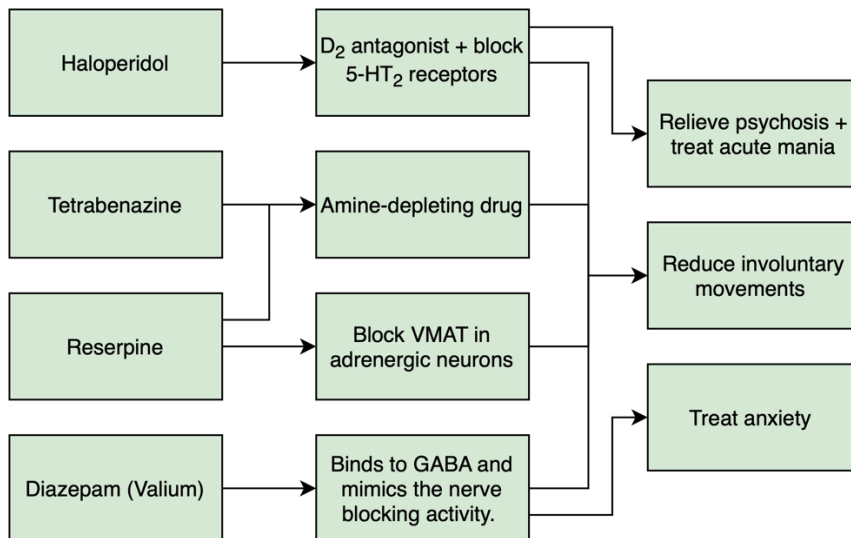 Haloperidol
D₂ antagonist + block
5-HT₂ receptors
Relieve psychosis +
treat acute mania
Tetrabenazine
Amine-depleting drug
Reduce involuntary
movements
Reserpine
Block VMAT in
adrenergic neurons
Treat anxiety
Diazepam (Valium)
Binds to GABA and
mimics the nerve
blocking activity.